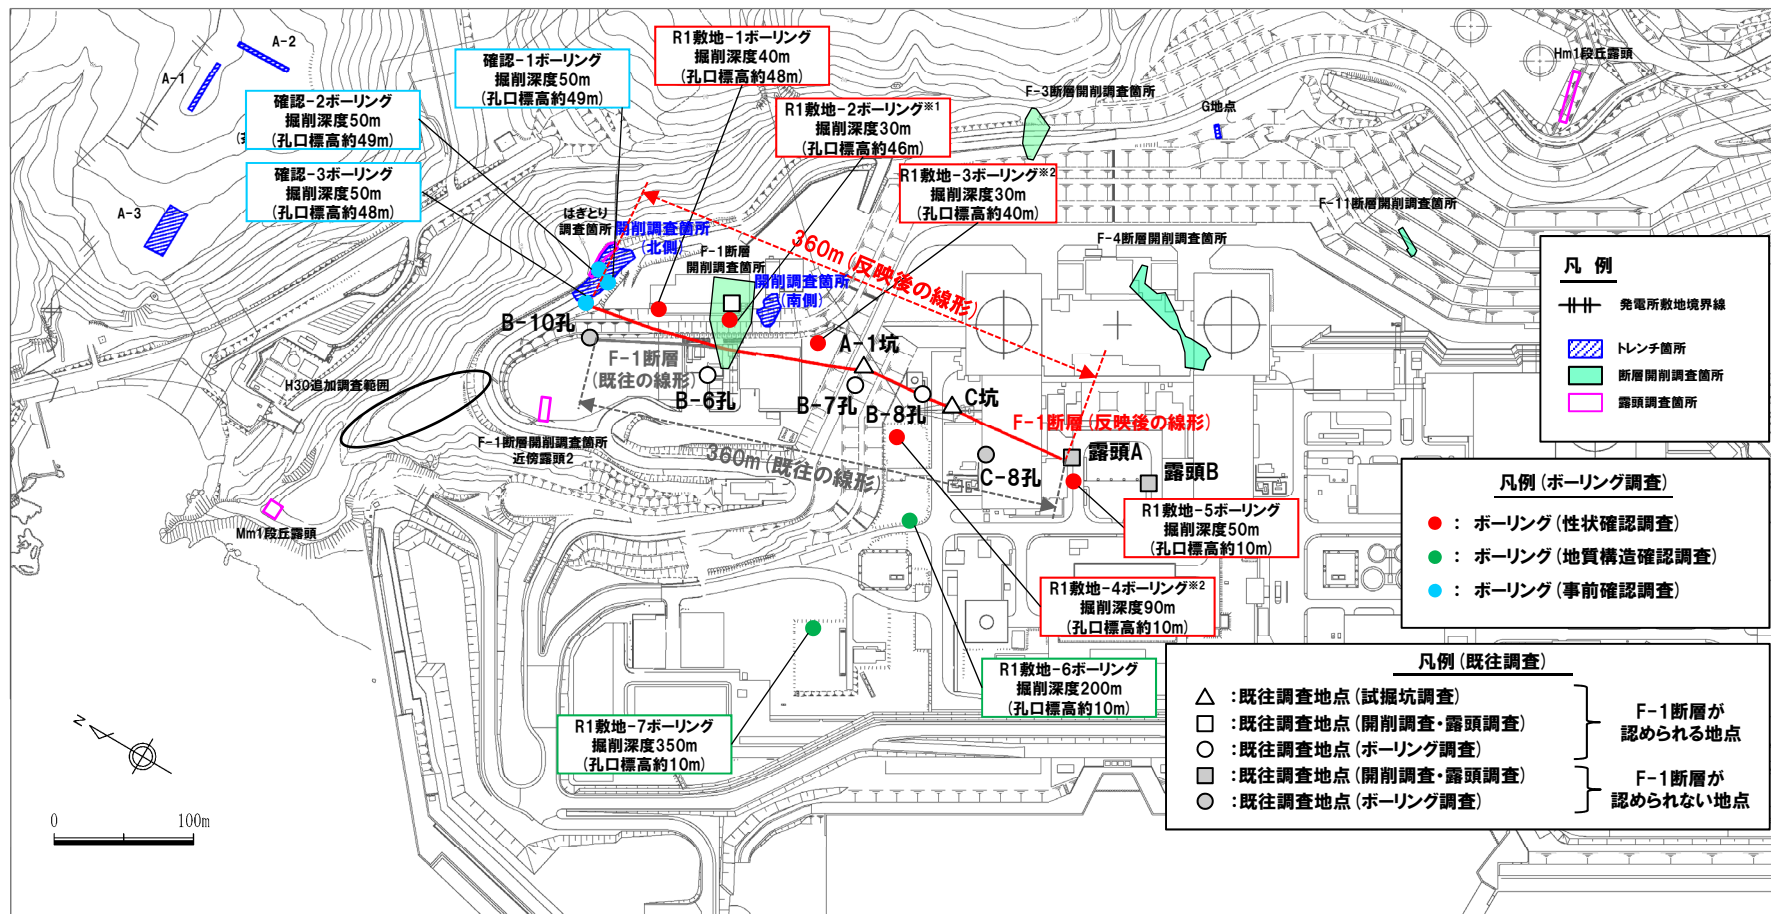 A-2
A-1
A-3
確認-1ボーリング
掘削深度50m
(孔口標高約49m)
R1敷地-1ボーリング
掘削深度40m
(孔口標高約48m)
確認-2ボーリング
掘削深度50m
(孔口標高約49m)
R1敷地-2ボーリング※1
掘削深度30m
(孔口標高約46m)
確認-3ボーリング
掘削深度50m
(孔口標高約48m)
R1敷地-3ボーリング※2
掘削深度30m
(孔口標高約40m)
F-3断層開削調査箇所
G地点
Hm1段丘露頭
F-11断層開削調査箇所
F-4断層開削調査箇所
はぎとり
調査箇所
開削調査箇所
(北側)
F-1断層
開削調査箇所
開削調査箇所
(南側)
360m(反映後の線形)
B-10孔
F-1断層
(既往の線形)
A-1坑
B-6孔
B-7孔
B-8孔
C坑
H30追加調査範囲
F-1断層開削調査箇所
近傍露頭2
360m(既往の線形)
F-1断層(反映後の線形)
C-8孔
露頭A
露頭B
Mm1段丘露頭
R1敷地-5ボーリング
掘削深度50m
(孔口標高約10m)
R1敷地-4ボーリング※2
掘削深度90m
(孔口標高約10m)
R1敷地-6ボーリング
掘削深度200m
(孔口標高約10m)
R1敷地-7ボーリング
掘削深度350m
(孔口標高約10m)
凡 例
発電所敷地境界線
トレンチ箇所
断層開削調査箇所
露頭調査箇所
凡例(ボーリング調査)
: ボーリング(性状確認調査)
: ボーリング(地質構造確認調査)
: ボーリング(事前確認調査)
凡例(既往調査)
:既往調査地点(試掘坑調査)
:既往調査地点(開削調査・露頭調査)
:既往調査地点(ボーリング調査)
F-1断層が
認められる地点
:既往調査地点(開削調査・露頭調査)
:既往調査地点(ボーリング調査)
F-1断層が
認められない地点
N
0 100m